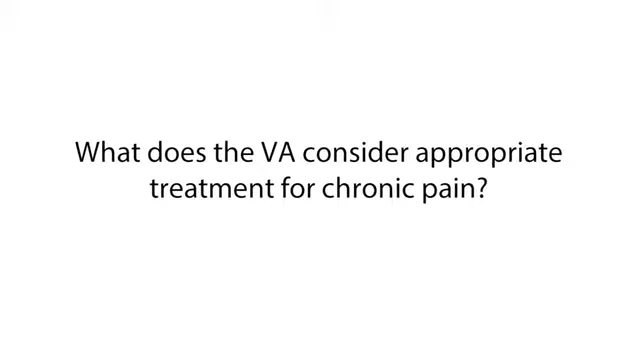 What does the VA consider appropriate
treatment for chronic pain?